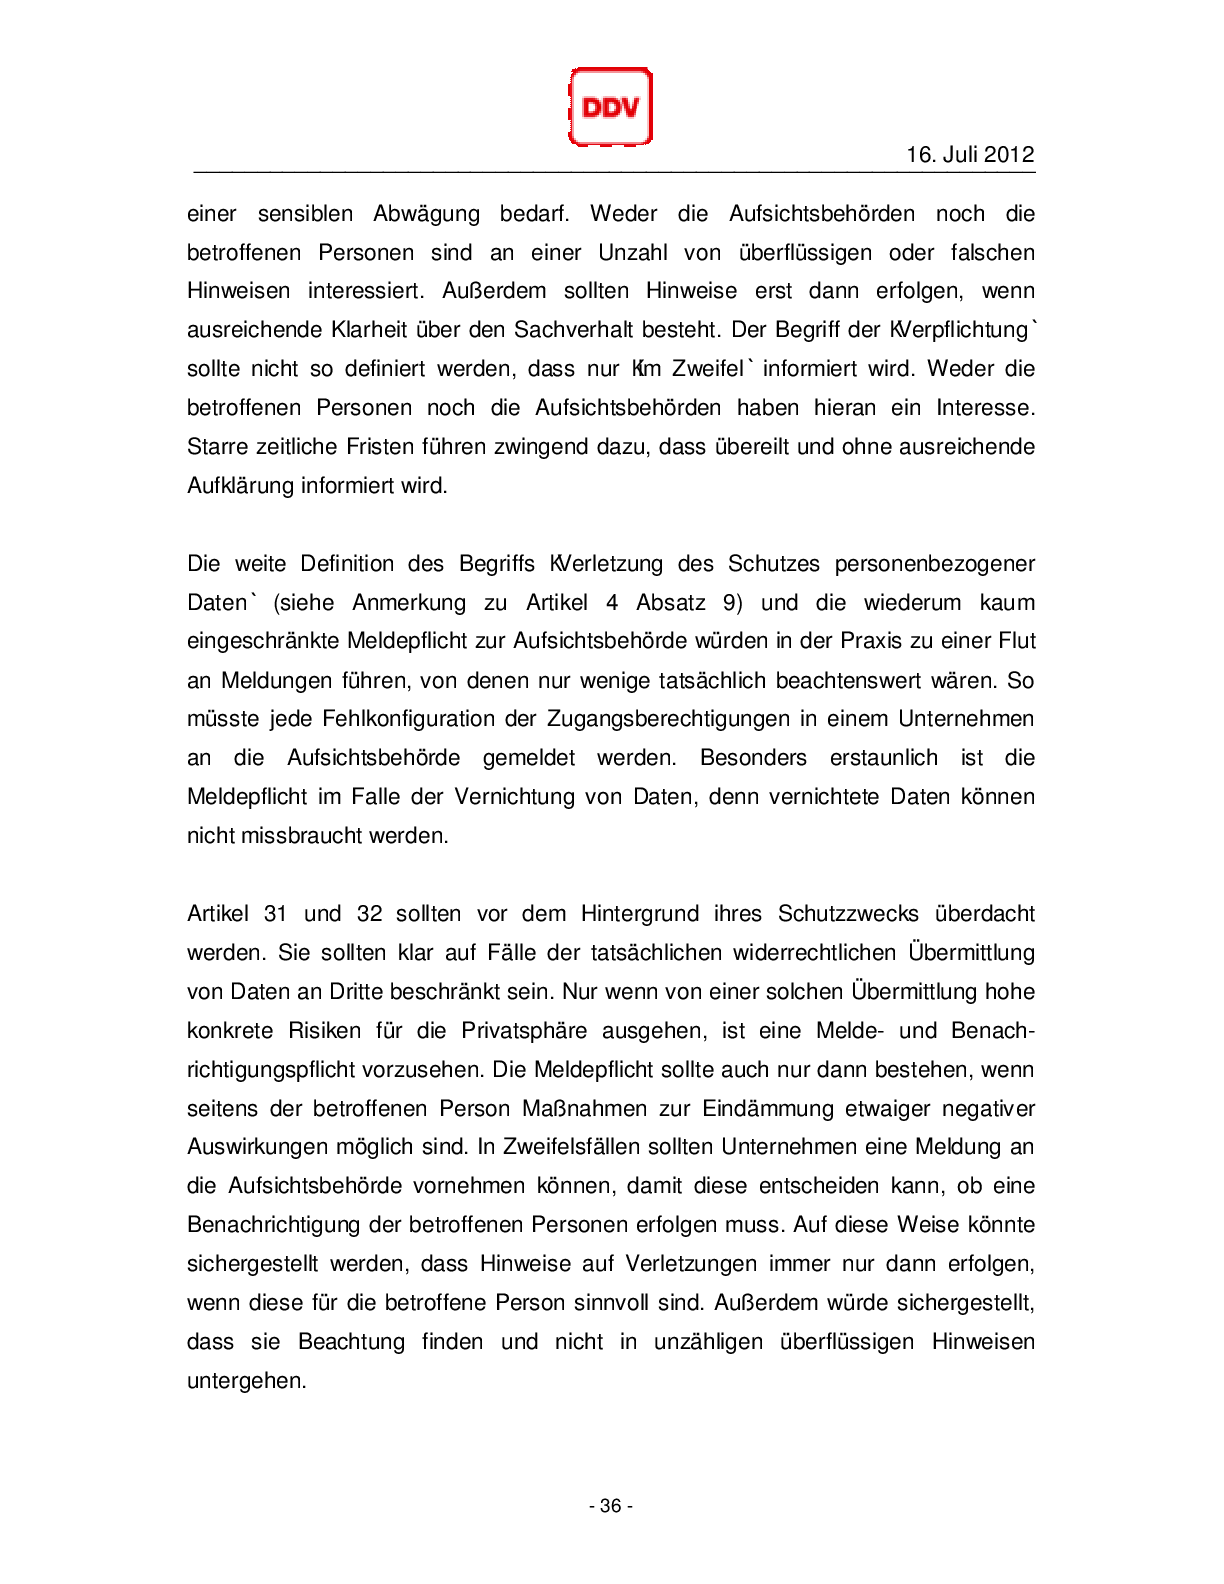 DDV
16. Juli 2012
einer sensiblen Abwägung bedarf. Weder die Aufsichtsbehörden noch die
betroffenen Personen sind an einer Unzahl von überflüssigen oder falschen
Hinweisen interessiert. Außerdem sollten Hinweise erst dann erfolgen, wenn
ausreichende Klarheit über den Sachverhalt besteht. Der Begriff der KVerpflichtung`
sollte nicht so definiert werden, dass nur Kim Zweifel` informiert wird. Weder die
betroffenen Personen noch die Aufsichtsbehörden haben hieran ein Interesse.
Starre zeitliche Fristen führen zwingend dazu, dass übereilt und ohne ausreichende
Aufklärung informiert wird.
Die weite Definition des Begriffs KVerletzung des Schutzes personenbezogener
Daten` (siehe Anmerkung zu Artikel 4 Absatz 9) und die wiederum kaum
eingeschränkte Meldepflicht zur Aufsichtsbehörde würden in der Praxis zu einer Flut
an Meldungen führen, von denen nur wenige tatsächlich beachtenswert wären. So
müsste jede Fehlkonfiguration der Zugangsberechtigungen in einem Unternehmen
an die Aufsichtsbehörde gemeldet werden. Besonders erstaunlich ist die
Meldepflicht im Falle der Vernichtung von Daten, denn vernichtete Daten können
nicht missbraucht werden.
Artikel 31 und 32 sollten vor dem Hintergrund ihres Schutzzwecks überdacht
werden. Sie sollten klar auf Fälle der tatsächlichen widerrechtlichen Übermittlung
von Daten an Dritte beschränkt sein. Nur wenn von einer solchen Übermittlung hohe
konkrete Risiken für die Privatsphäre ausgehen, ist eine Melde- und Benach-
richtigungspflicht vorzusehen. Die Meldepflicht sollte auch nur dann bestehen, wenn
seitens der betroffenen Person Maßnahmen zur Eindämmung etwaiger negativer
Auswirkungen möglich sind. In Zweifelsfällen sollten Unternehmen eine Meldung an
die Aufsichtsbehörde vornehmen können, damit diese entscheiden kann, ob eine
Benachrichtigung der betroffenen Personen erfolgen muss. Auf diese Weise könnte
sichergestellt werden, dass Hinweise auf Verletzungen immer nur dann erfolgen,
wenn diese für die betroffene Person sinnvoll sind. Außerdem würde sichergestellt,
dass sie Beachtung finden und nicht in unzähligen überflüssigen Hinweisen
untergehen.
- 36 -